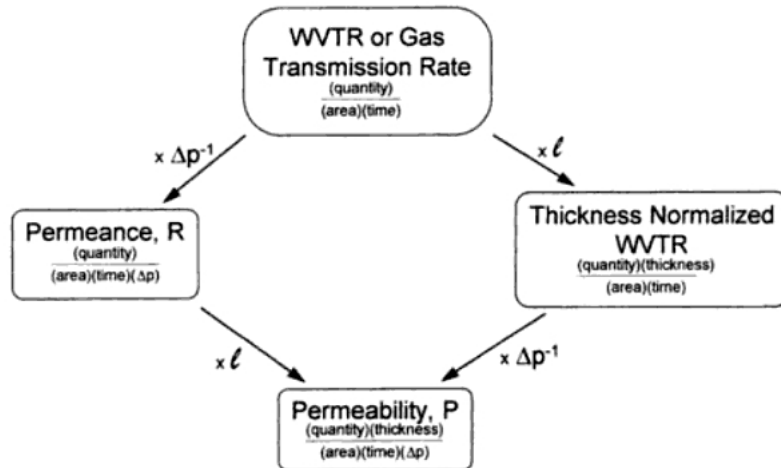 WVTR or Gas
Transmission Rate
(quantity)
(area)(time)
x Δp⁻¹
x ℓ
Permeance, R
(quantity)
(area)(time)(Δp)
Thickness Normalized
WVTR
(quantity)(thickness)
(area)(time)
x ℓ
x Δp⁻¹
Permeability, P
(quantity)(thickness)
(area)(time)(Δp)